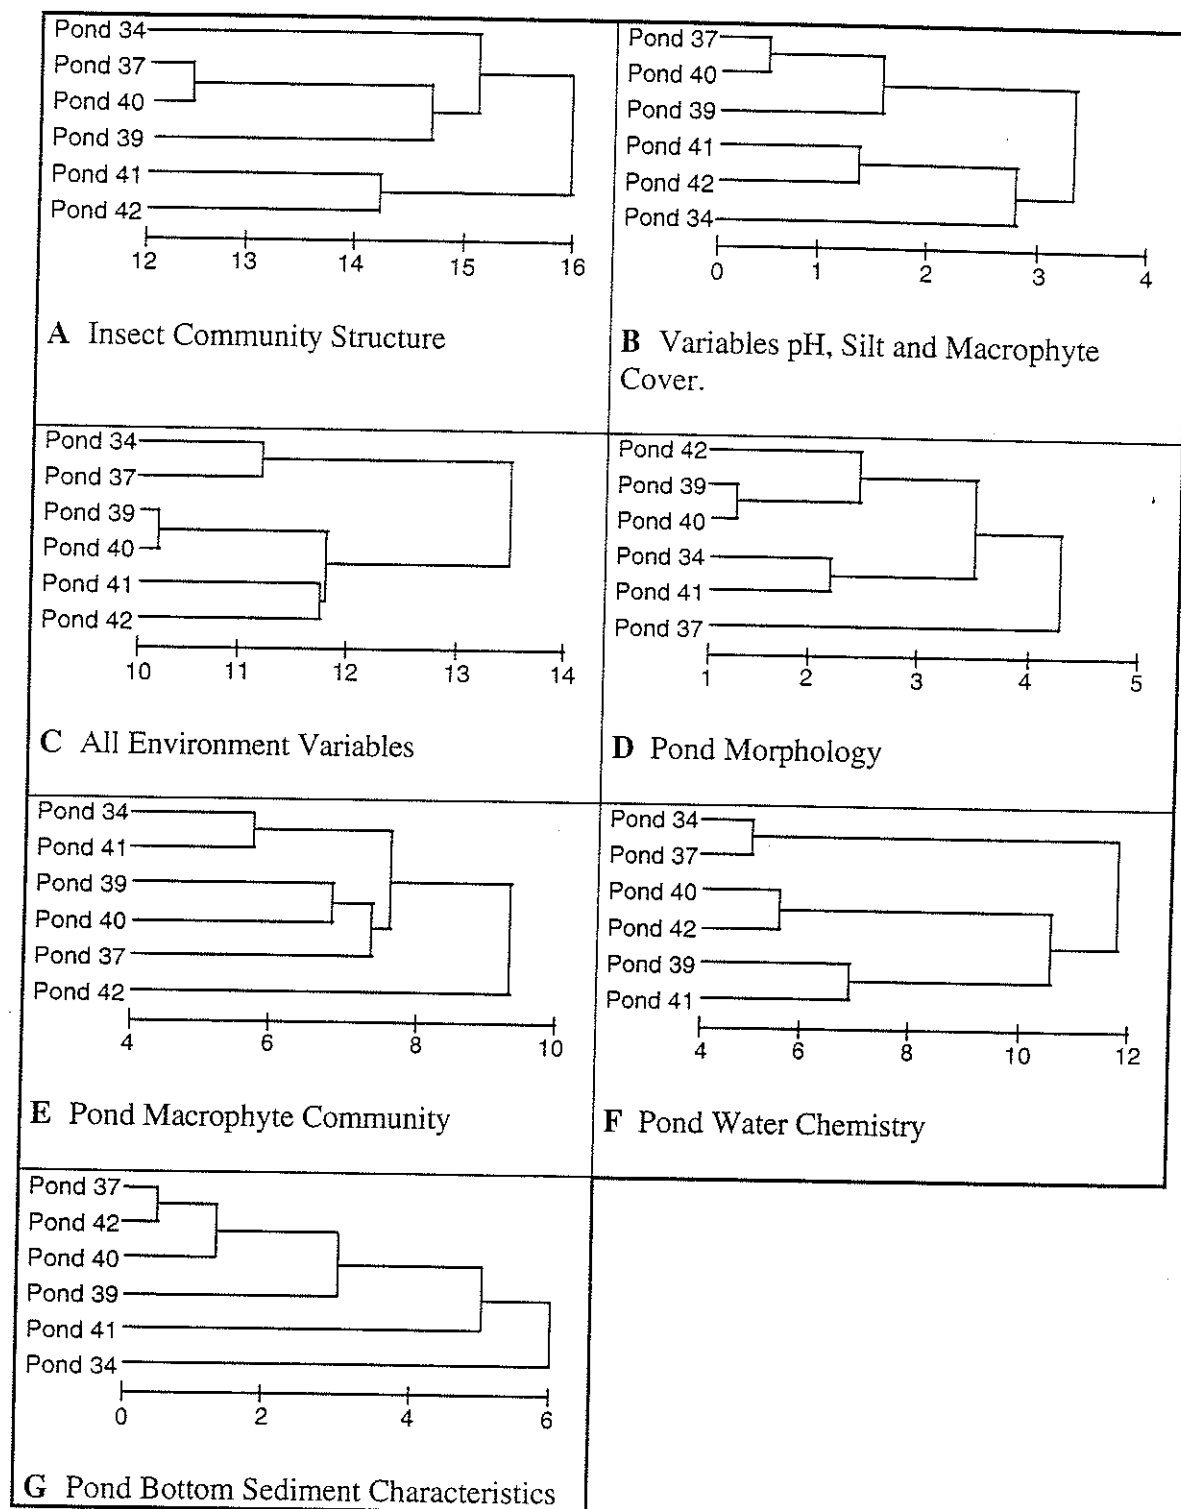 Pond 34
Pond 37
Pond 40
Pond 39
Pond 41
Pond 42
12 13 14 15 16
A Insect Community Structure
Pond 37
Pond 40
Pond 39
Pond 41
Pond 42
Pond 34
0 1 2 3 4
B Variables pH, Silt and Macrophyte
Cover.
Pond 34
Pond 37
Pond 39
Pond 40
Pond 41
Pond 42
10 11 12 13 14
C All Environment Variables
Pond 42
Pond 39
Pond 40
Pond 34
Pond 41
Pond 37
1 2 3 4 5
D Pond Morphology
Pond 34
Pond 41
Pond 39
Pond 40
Pond 37
Pond 42
4 6 8 10
E Pond Macrophyte Community
Pond 34
Pond 37
Pond 40
Pond 42
Pond 39
Pond 41
4 6 8 10 12
F Pond Water Chemistry
Pond 37
Pond 42
Pond 40
Pond 39
Pond 41
Pond 34
0 2 4 6
G Pond Bottom Sediment Characteristics